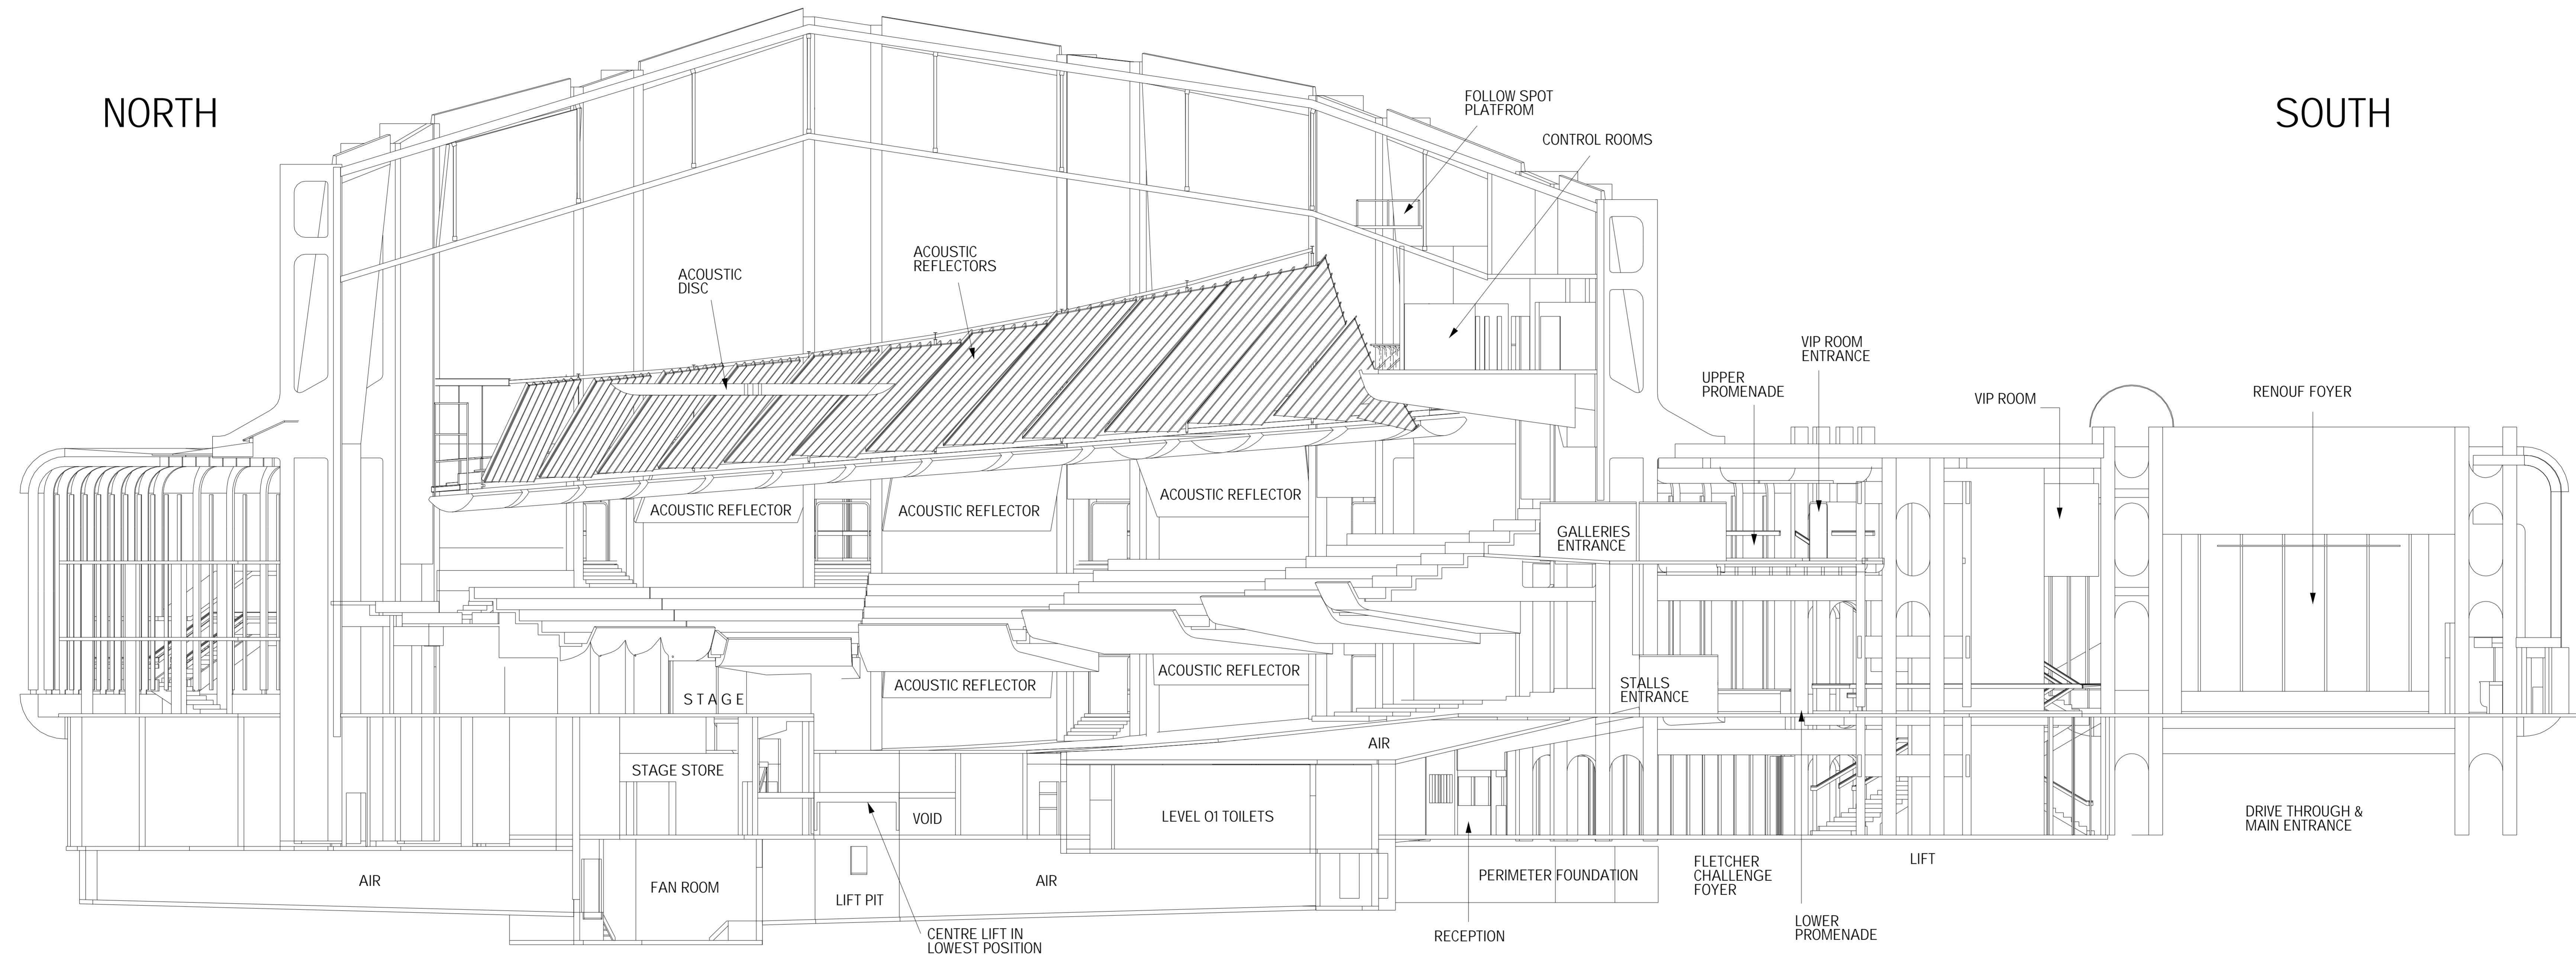 NORTH
SOUTH
FOLLOW SPOT
PLATFROM
CONTROL ROOMS
ACOUSTIC
REFLECTORS
ACOUSTIC
DISC
VIP ROOM
ENTRANCE
UPPER
PROMENADE
VIP ROOM
RENOUF FOYER
ACOUSTIC REFLECTOR
ACOUSTIC REFLECTOR
ACOUSTIC REFLECTOR
GALLERIES
ENTRANCE
ACOUSTIC REFLECTOR
ACOUSTIC REFLECTOR
STALLS
ENTRANCE
STAGE
AIR
STAGE STORE
VOID
LEVEL 01 TOILETS
DRIVE THROUGH &
MAIN ENTRANCE
AIR
FAN ROOM
LIFT PIT
AIR
PERIMETER FOUNDATION
FLETCHER
CHALLENGE
FOYER
LIFT
CENTRE LIFT IN
LOWEST POSITION
RECEPTION
LOWER
PROMENADE